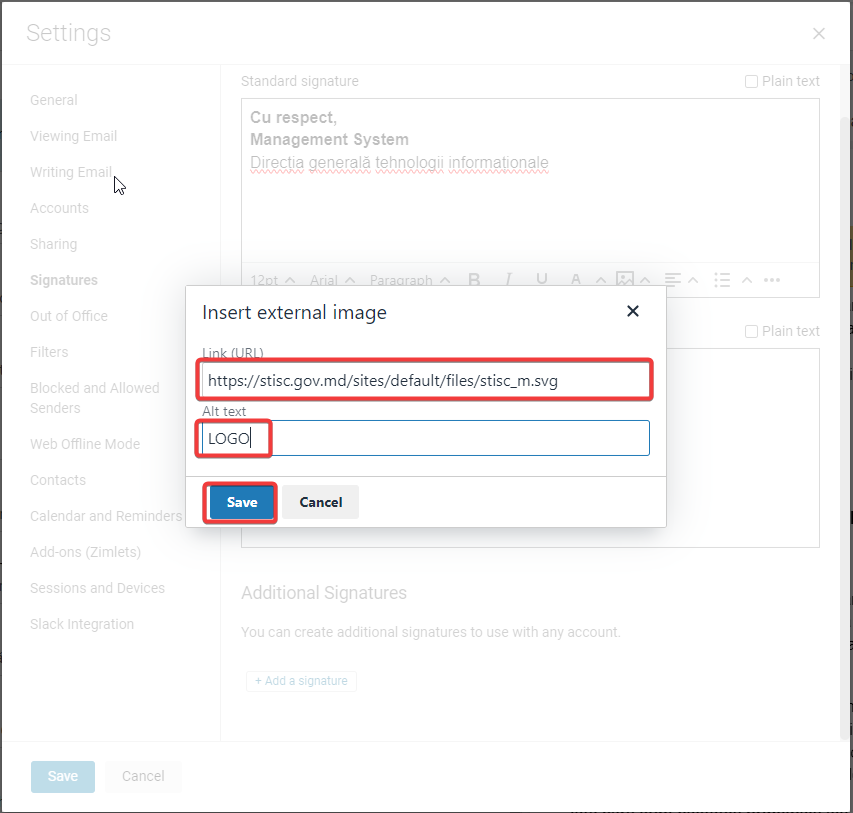 Settings
General
Viewing Email
Writing Email
Accounts
Sharing
Signatures
Out of Office
Filters
Blocked and Allowed
Senders
Web Offline Mode
Contacts
Calendar and Reminders
Add-ons (Zimlets)
Sessions and Devices
Slack Integration
Standard signature
Plain text
Cu respect,
Management System
Direcția generală tehnologii informaționale
12pt Arial Paragraph B I U A
Plain text
Insert external image
Link (URL)
https://stisc.gov.md/sites/default/files/stisc_m.svg
Alt text
LOGO
Save Cancel
Additional Signatures
You can create additional signatures to use with any account.
+ Add a signature
Save Cancel